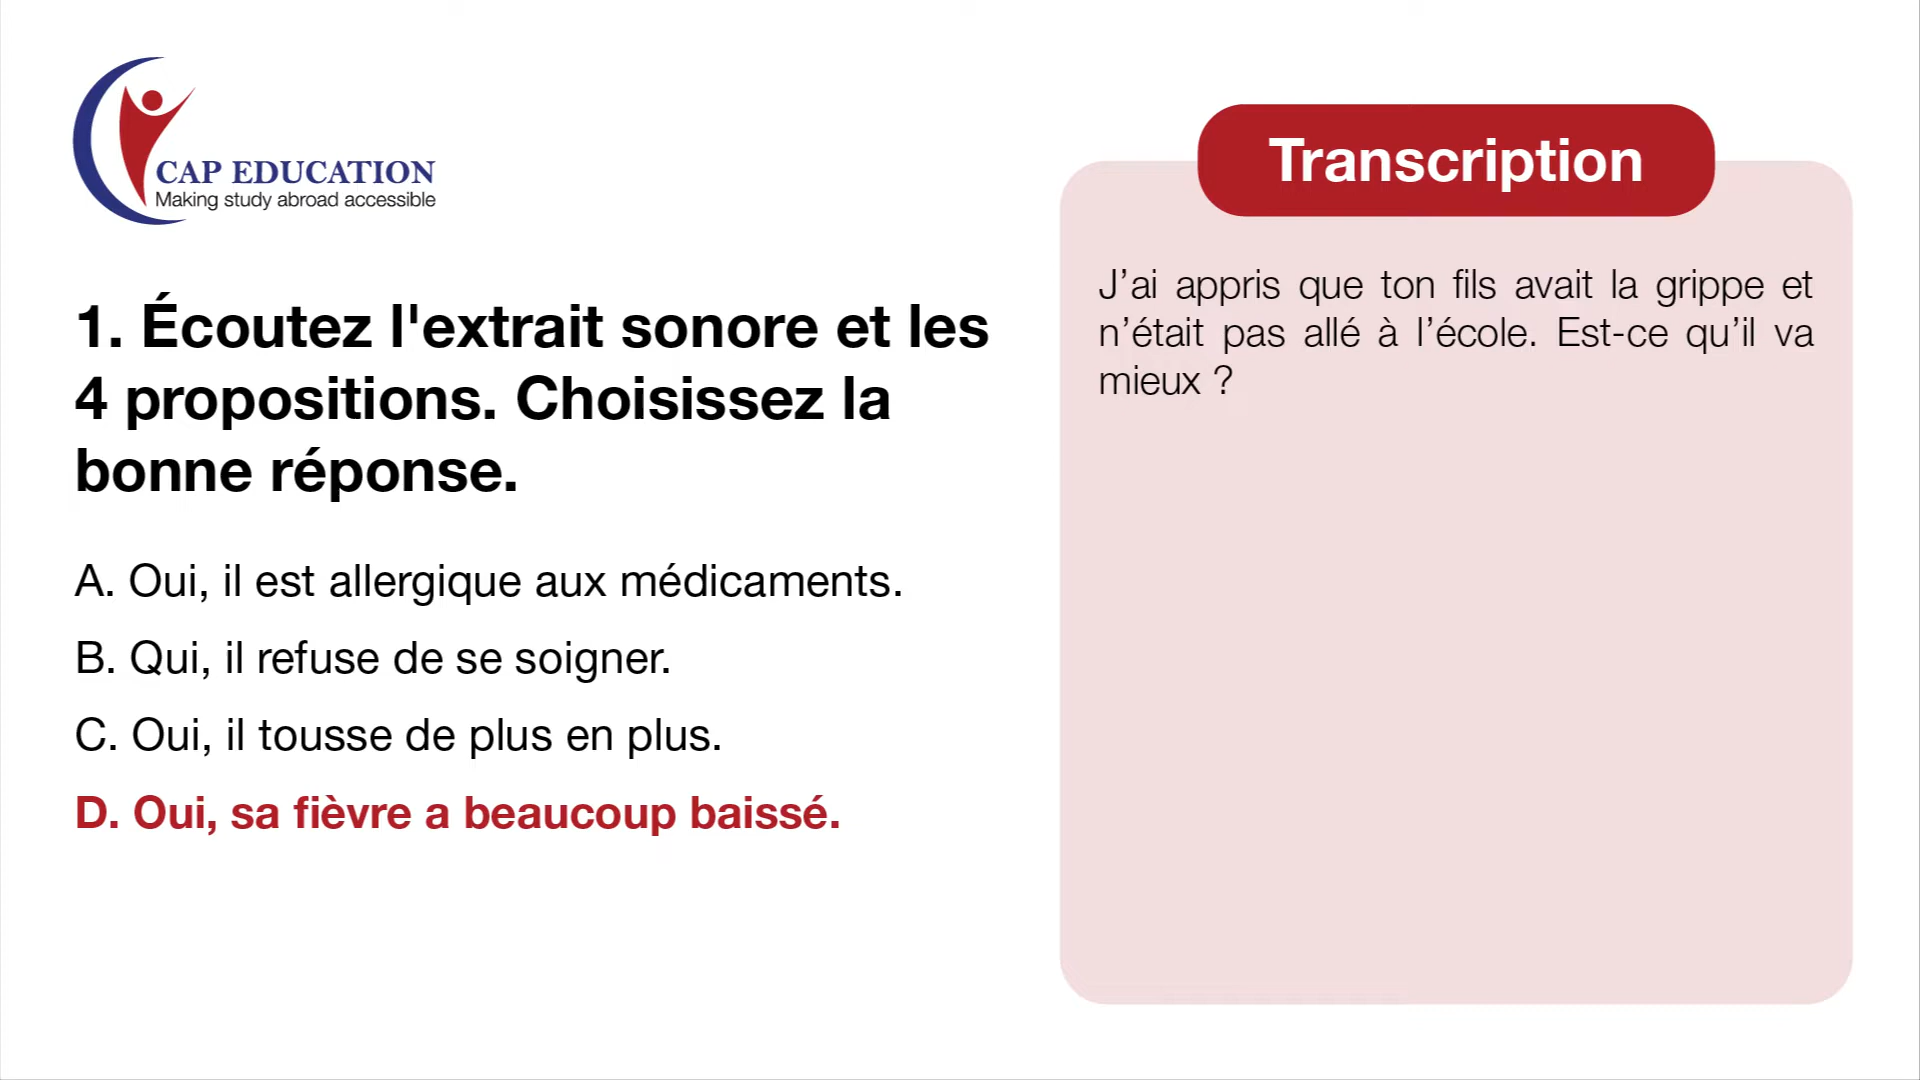 CAP EDUCATION
Making study abroad accessible
1. Écoutez l'extrait sonore et les
4 propositions. Choisissez la
bonne réponse.
A. Oui, il est allergique aux médicaments.
B. Qui, il refuse de se soigner.
C. Oui, il tousse de plus en plus.
D. Oui, sa fièvre a beaucoup baissé.
Transcription
J’ai appris que ton fils avait la grippe et
n’était pas allé à l’école. Est-ce qu’il va
mieux ?